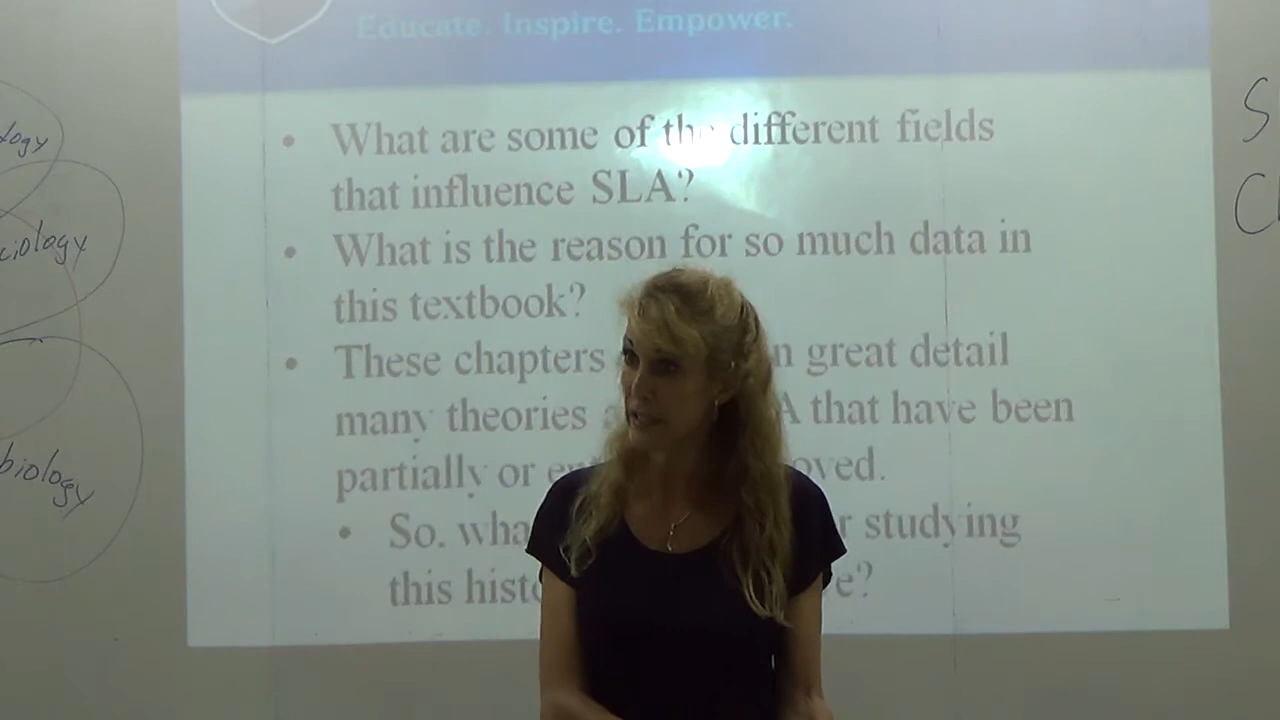 Educate. Inspire. Empower.
• What are some of the different fields
that influence SLA?
• What is the reason for so much data in
this textbook?
• These chapters in great detail
many theories that have been
partially or
• So, studying
this
biology